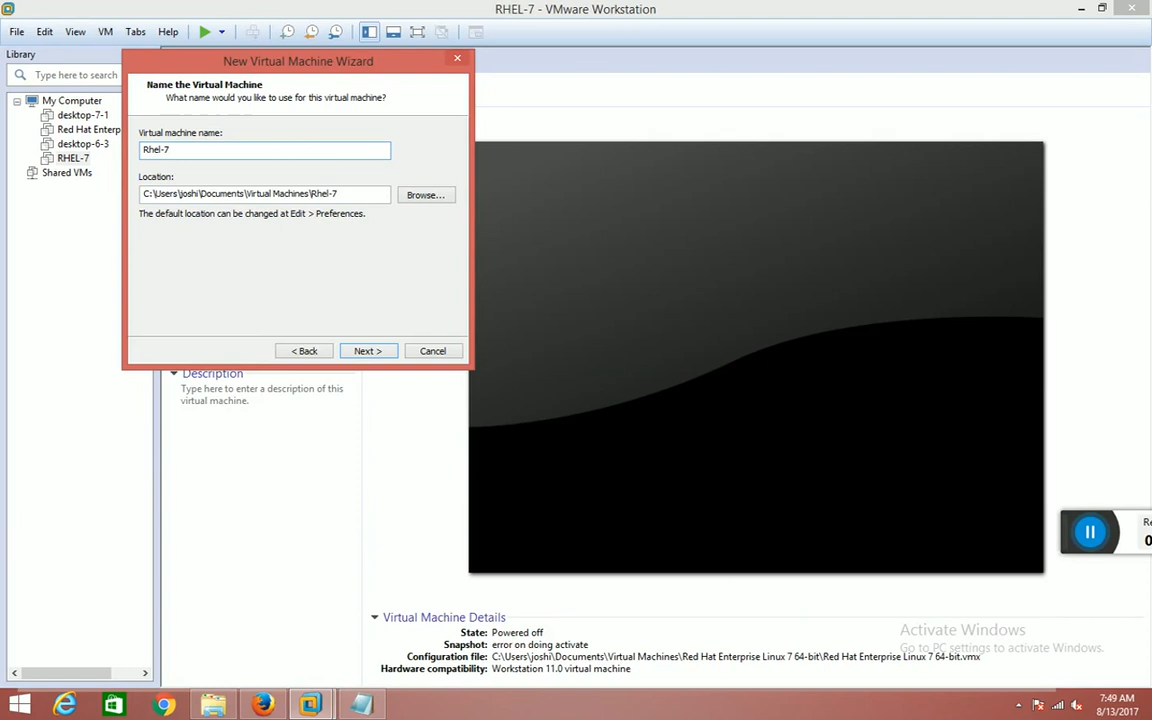 RHEL-7 - VMware Workstation
File Edit View VM Tabs Help
Library
Type here to search
My Computer
desktop-7-1
Red Hat Enterp
desktop-6-3
RHEL-7
Shared VMs
New Virtual Machine Wizard
Name the Virtual Machine
What name would you like to use for this virtual machine?
Virtual machine name:
Rhel-7
Location:
C:\Users\joshi\Documents\Virtual Machines\Rhel-7
Browse...
The default location can be changed at Edit > Preferences.
< Back Next > Cancel
Description
Type here to enter a description of this
virtual machine.
Virtual Machine Details
State: Powered off
Snapshot: error on doing activate
Configuration file: C:\Users\joshi\Documents\Virtual Machines\Red Hat Enterprise Linux 7 64-bit\Red Hat Enterprise Linux 7 64-bit.vmx
Hardware compatibility: Workstation 11.0 virtual machine
Re
0
Activate Windows
Go to PC settings to activate Windows.
7:49 AM
8/13/2017